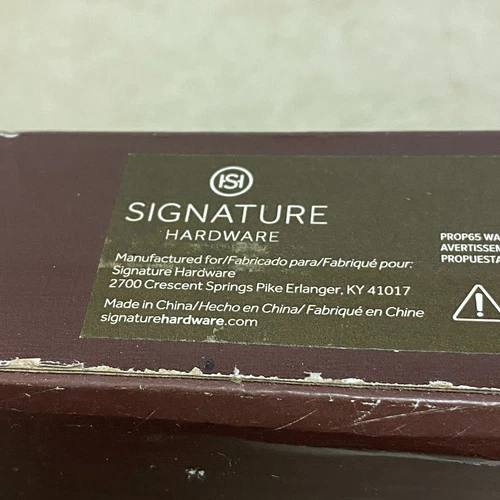 SIGNATURE
HARDWARE
Manufactured for/Fabricado para/Fabriqué pour:
Signature Hardware
2700 Crescent Springs Pike Erlanger, KY 41017
Made in China/Hecho en China/ Fabriqué en Chine
signaturehardware.com
PROP65 WA
AVERTISSEM
PROPUESTA